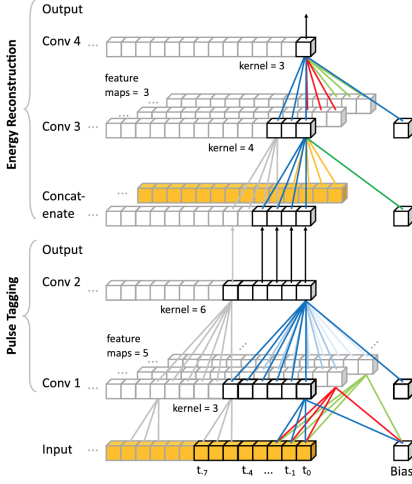 Output
Conv 4
...
kernel = 3
feature
maps = 3
...
...
Energy Reconstruction
Conv 3
...
kernel = 4
...
Concat-
enate
...
Output
Conv 2
...
kernel = 6
Pulse Tagging
feature
maps = 5
...
...
...
Conv 1
...
kernel = 3
Input
...
t-7
t-4
...
t-1
t0
Bias